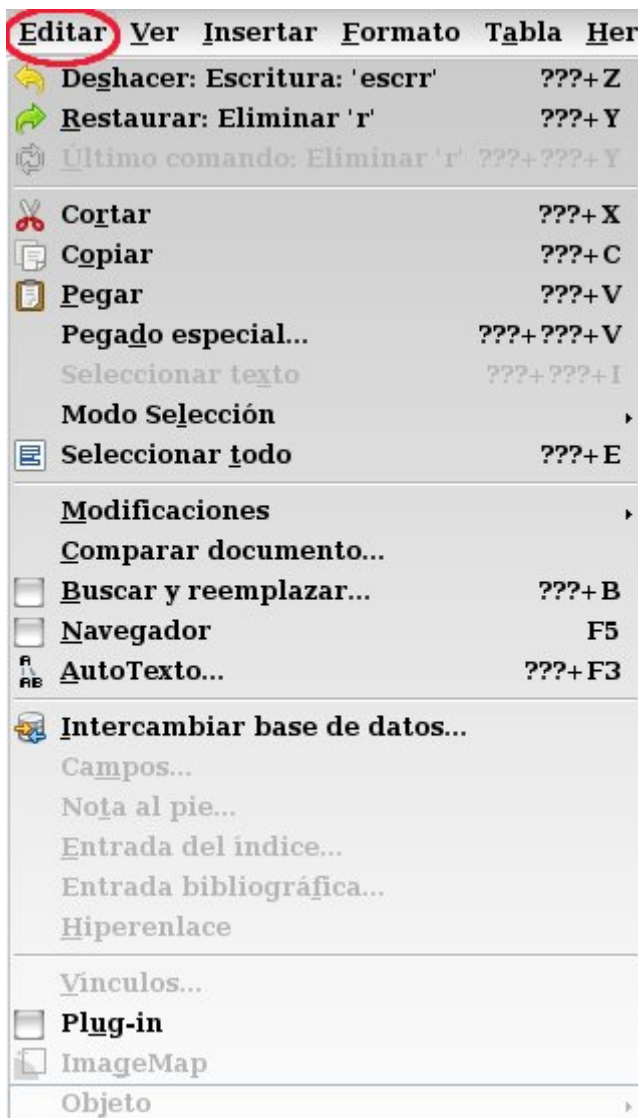 Editar Ver Insertar Formato Tabla Her
Deshacer: Escritura: 'escrr' ???+Z
Restaurar: Eliminar 'r' ???+Y
Último comando: Eliminar 'r' ???+???+Y
Cortar ???+X
Copiar ???+C
Pegar ???+V
Pegado especial... ???+???+V
Seleccionar texto ???+???+I
Modo Selección
Seleccionar todo ???+E
Modificaciones
Comparar documento...
Buscar y reemplazar... ???+B
Navegador F5
AutoTexto... ???+F3
Intercambiar base de datos...
Campos...
Nota al pie...
Entrada del índice...
Entrada bibliográfica...
Hiperenlace
Vínculos...
Plug-in
ImageMap
Objeto